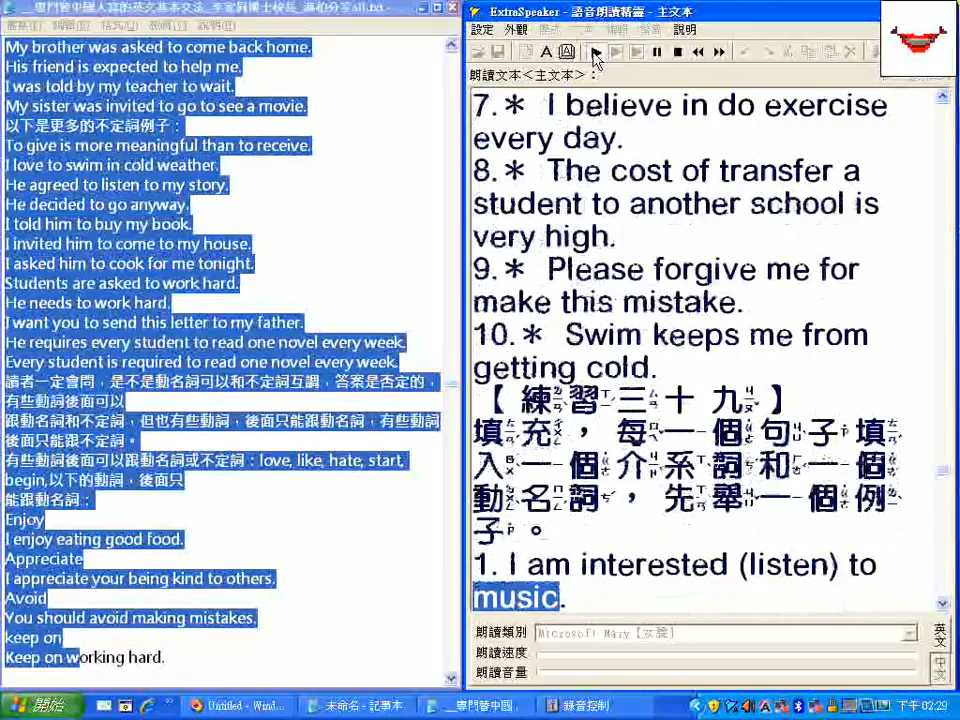 My brother was asked to come back home.
His friend is expected to help me.
I was told by my teacher to wait.
My sister was invited to go to see a movie.
以下是更多的不定詞例子：
To give is more meaningful than to receive.
I love to swim in cold weather.
He agreed to listen to my story.
He decided to go anyway.
I told him to buy my book.
I invited him to come to my house.
I asked him to cook for me tonight.
Students are asked to work hard.
He needs to work hard.
I want you to send this letter to my father.
He requires every student to read one novel every week.
Every student is required to read one novel every week.
讀者一定會問，是不是動名詞可以和不定詞互調，答案是否定的，
有些動詞後面可以
跟動名詞和不定詞，但也有些動詞，後面只能跟動名詞，有些動詞
後面只能跟不定詞。
有些動詞後面可以跟動名詞或不定詞：love, like, hate, start,
begin,以下的動詞，後面只
能跟動名詞：
Enjoy
I enjoy eating good food.
Appreciate
I appreciate your being kind to others.
Avoid
You should avoid making mistakes.
keep on
Keep on working hard.
ExtraSpeaker - 語音朗讀精靈 - 主文本
設定 外觀 說明
朗讀文本<主文本>：
7.＊ I believe in do exercise
every day.
8.＊ The cost of transfer a
student to another school is
very high.
9.＊ Please forgive me for
make this mistake.
10.＊ Swim keeps me from
getting cold.
【練習三十九】
填充，每一個句子填
入一個介系詞和一個
動名詞，先舉一個例
子。
1. I am interested (listen) to
music.
朗讀類別 Microsoft Mary【女聲】
朗讀速度
朗讀音量
英文
中文
開始
Untitled - Wind...
未命名 - 記事本
__專門替中國...
錄音控制
下午 02:29